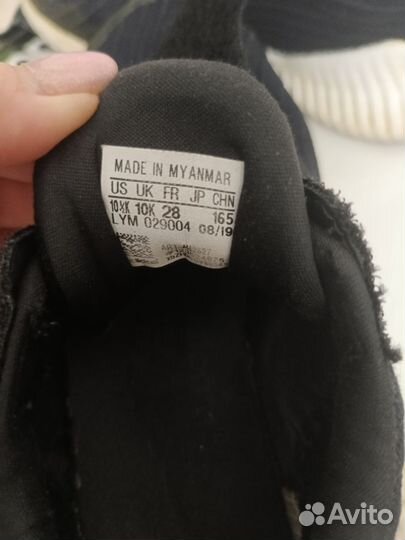 MADE IN MYANMAR
US UK FR JP CHN
10½K 10K 28 165
LYM 029004 08/19
Avito